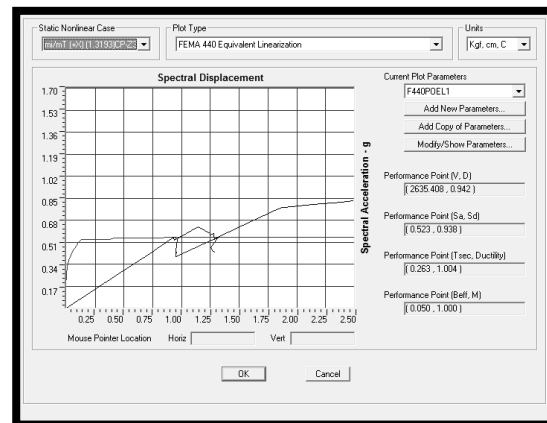 Static Nonlinear Case
Plot Type
Units
FEMA 440 Equivalent Linearization
Kgf, cm, C
Spectral Displacement
Current Plot Parameters
F440POEL1
Add New Parameters...
Add Copy of Parameters...
Modify/Show Parameters...
1.70
1.53
1.36
1.19
1.02
0.85
0.68
0.51
0.34
0.17
Spectral Acceleration - g
Performance Point (V, D)
( 2635.408 , 0.942 )
Performance Point (Sa, Sd)
( 0.523 , 0.938 )
Performance Point (Tsec, Ductility)
( 0.263 , 1.004 )
Performance Point (Beff, M)
( 0.050 , 1.000 )
0.25 0.50 0.75 1.00 1.25 1.50 1.75 2.00 2.25 2.50
Mouse Pointer Location Horiz Vert
OK Cancel